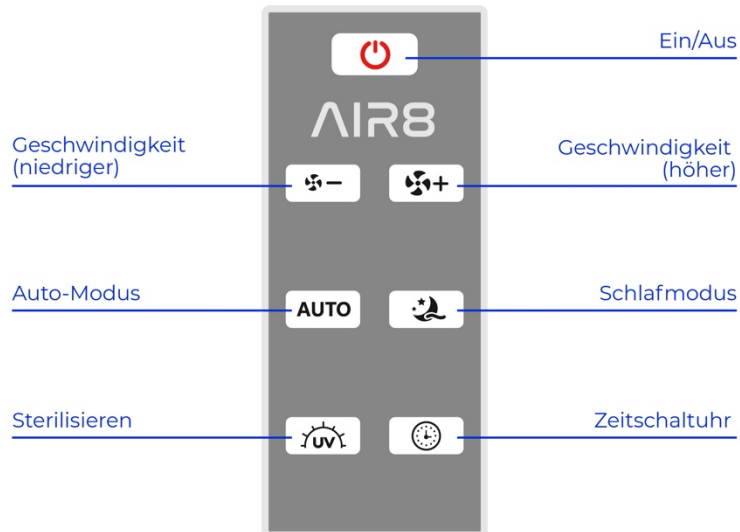 Ein/Aus
AIR8
Geschwindigkeit
(niedriger)
Geschwindigkeit
(höher)
Auto-Modus
AUTO
Schlafmodus
Sterilisieren
UV
Zeitschaltuhr